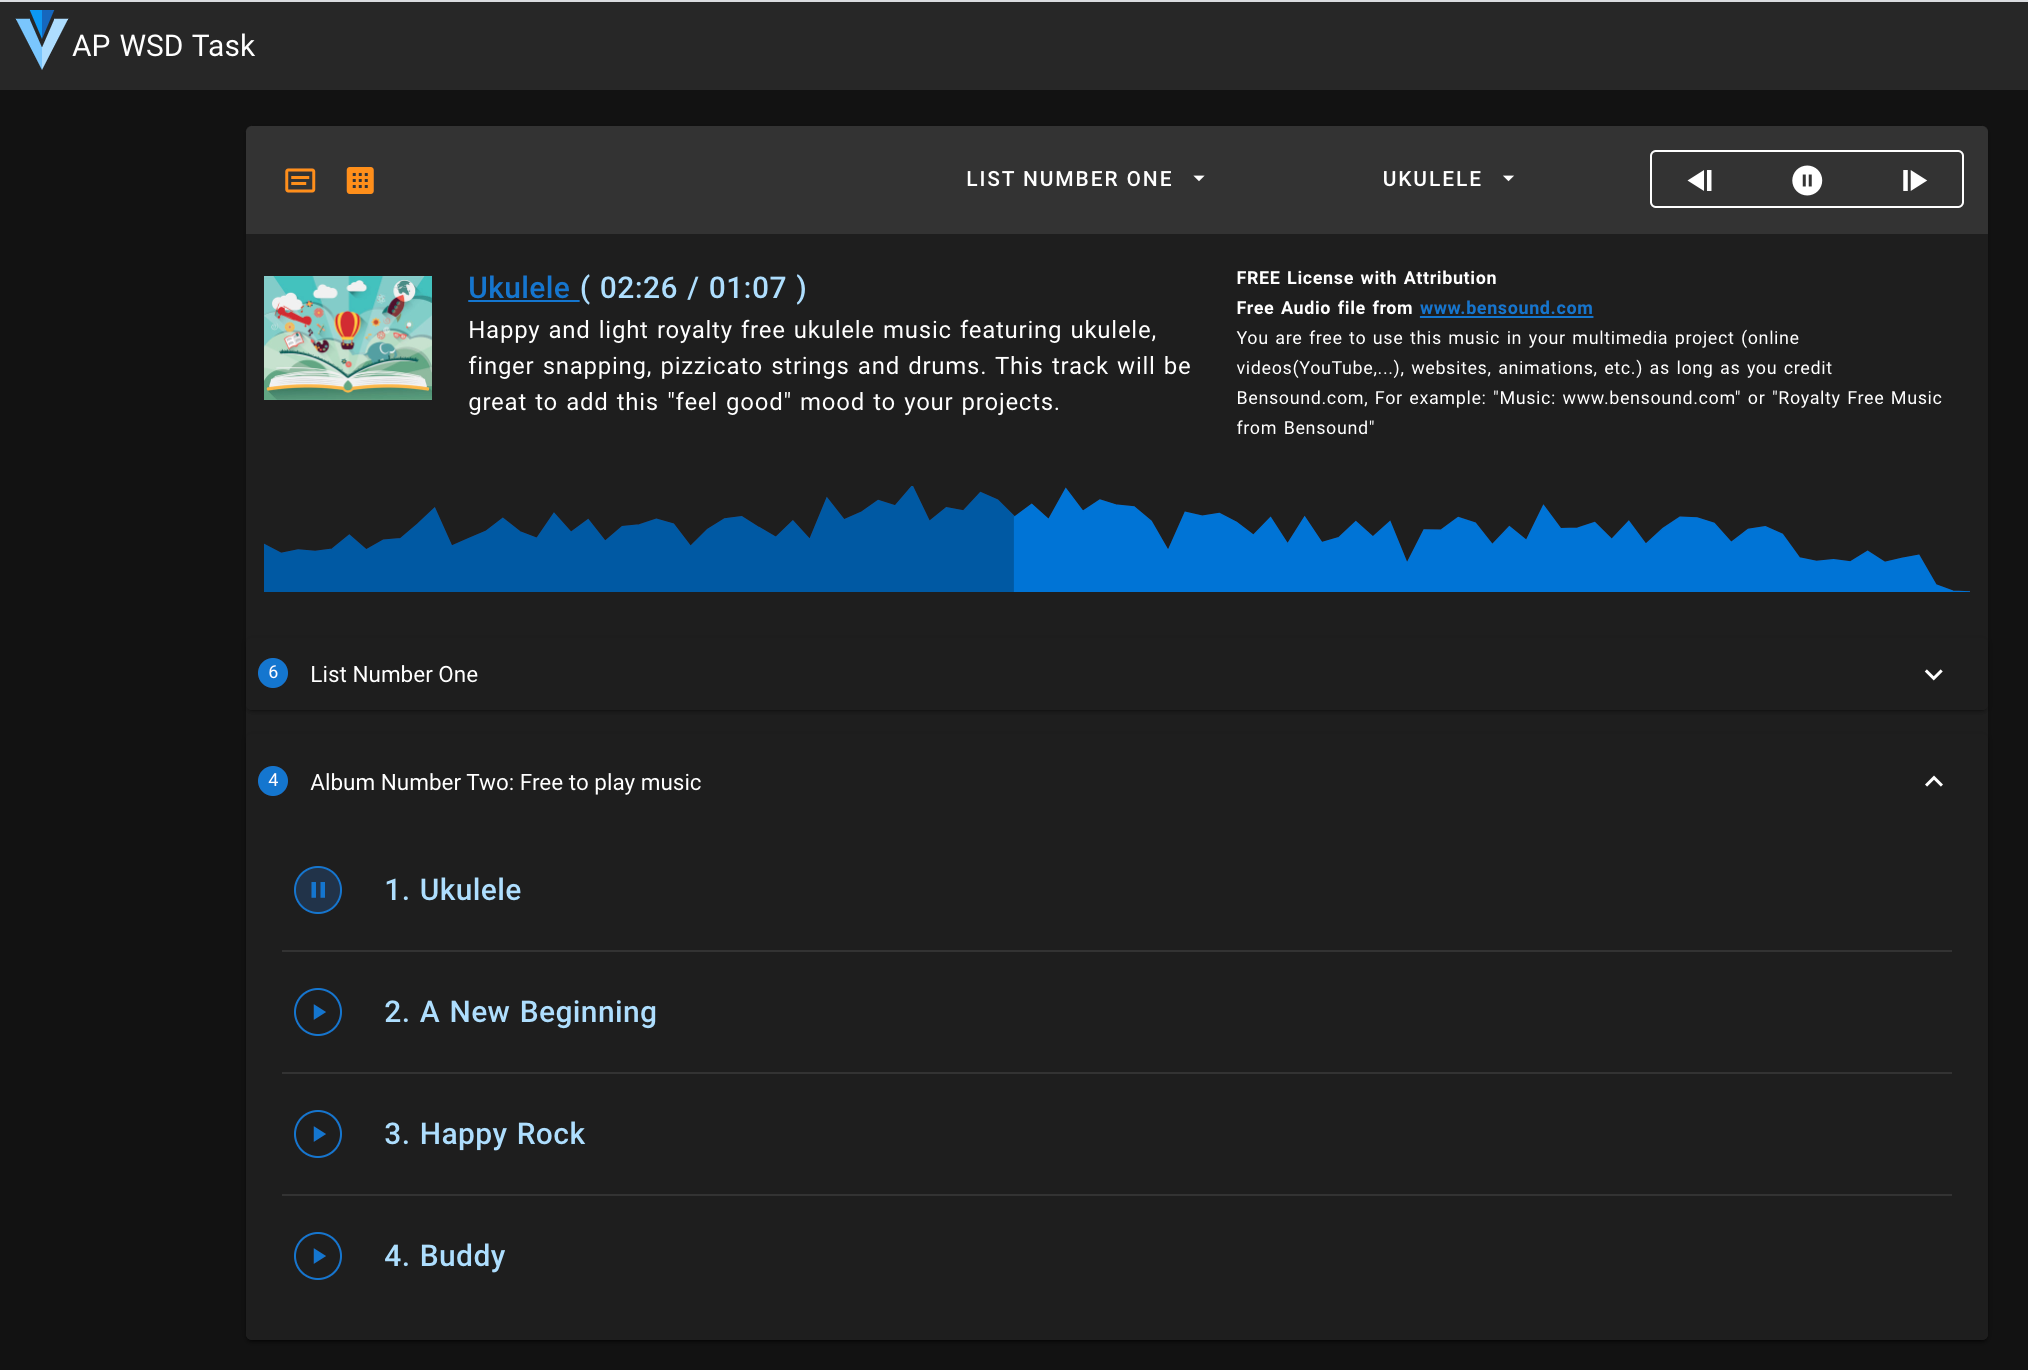 AP WSD Task
LIST NUMBER ONE
UKULELE
Ukulele ( 02:26 / 01:07 )
Happy and light royalty free ukulele music featuring ukulele,
finger snapping, pizzicato strings and drums. This track will be
great to add this "feel good" mood to your projects.
FREE License with Attribution
Free Audio file from www.bensound.com
You are free to use this music in your multimedia project (online
videos(YouTube,...), websites, animations, etc.) as long as you credit
Bensound.com, For example: "Music: www.bensound.com" or "Royalty Free Music
from Bensound"
6 List Number One
4 Album Number Two: Free to play music
1. Ukulele
2. A New Beginning
3. Happy Rock
4. Buddy